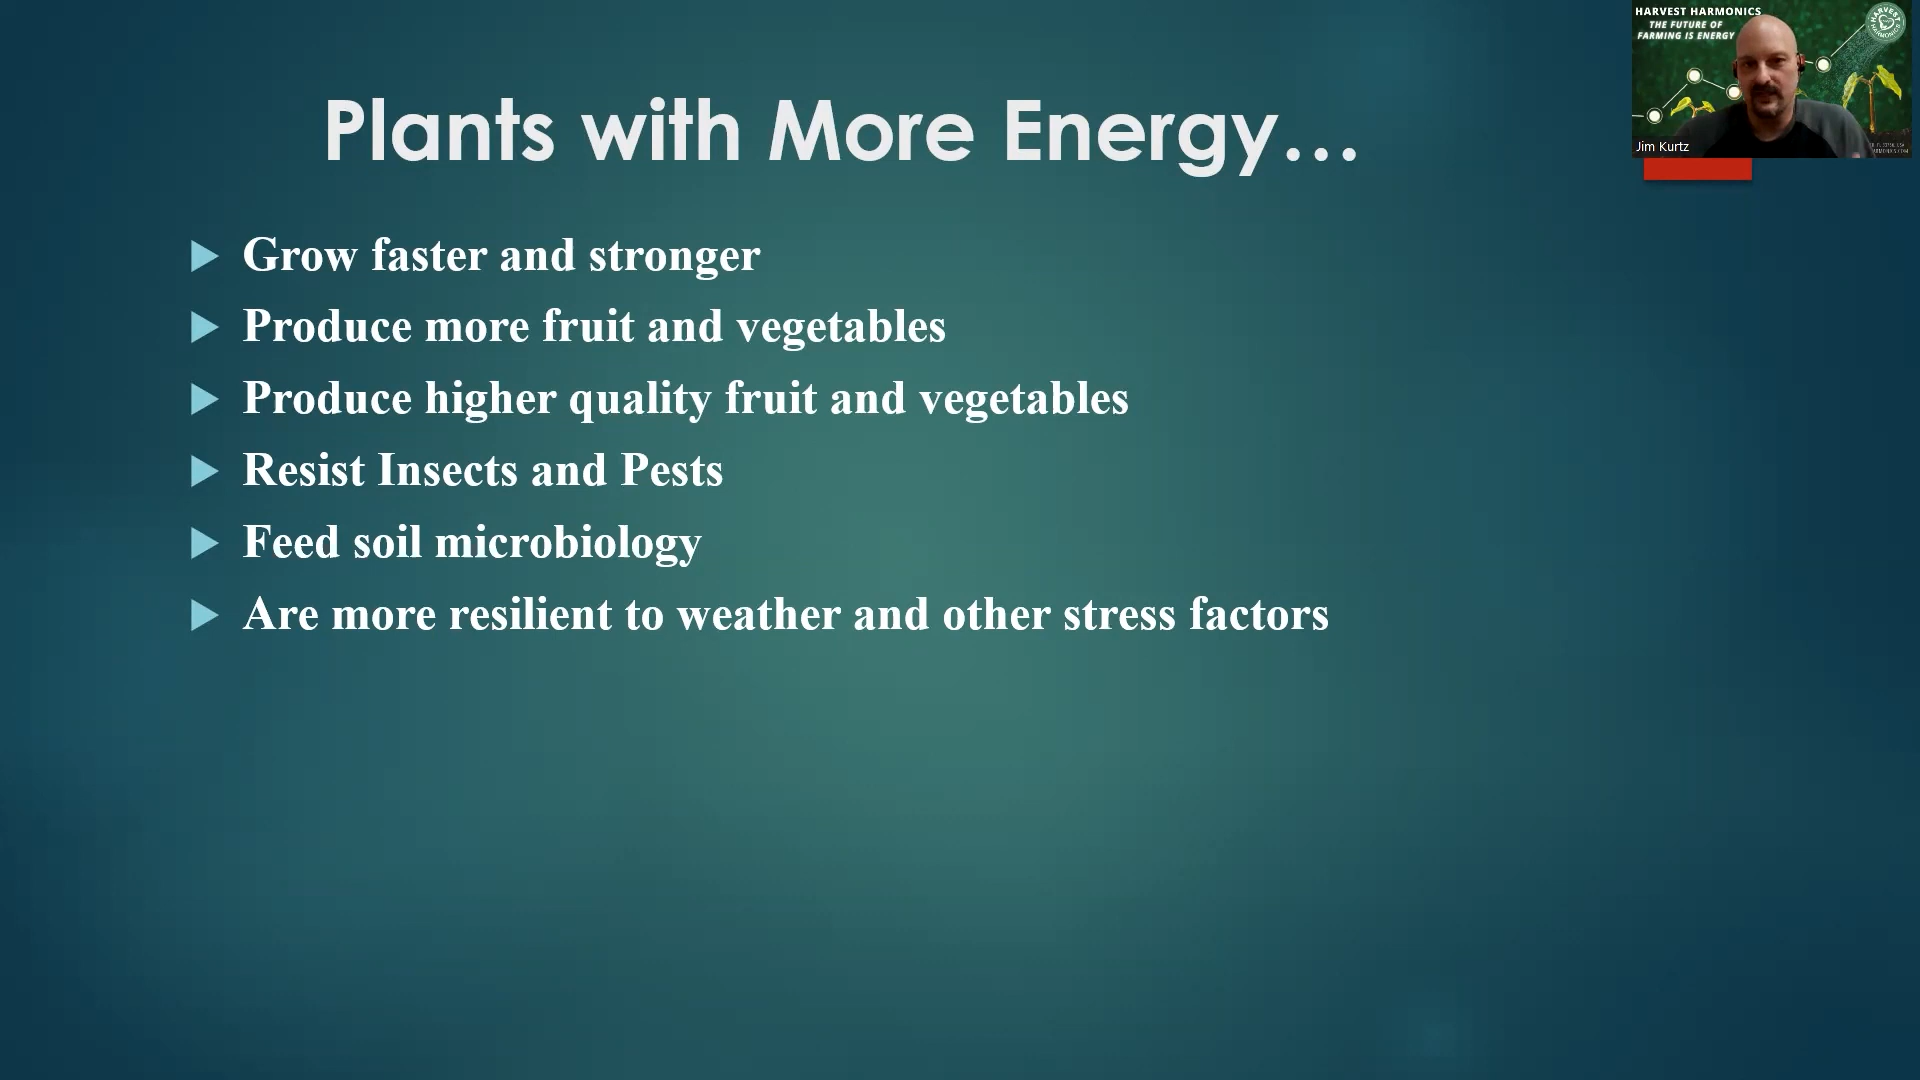 HARVEST HARMONICS
THE FUTURE OF
FARMING IS ENERGY
HARVEST
HARMONICS
Jim Kurtz
Plants with More Energy…
Grow faster and stronger
Produce more fruit and vegetables
Produce higher quality fruit and vegetables
Resist Insects and Pests
Feed soil microbiology
Are more resilient to weather and other stress factors